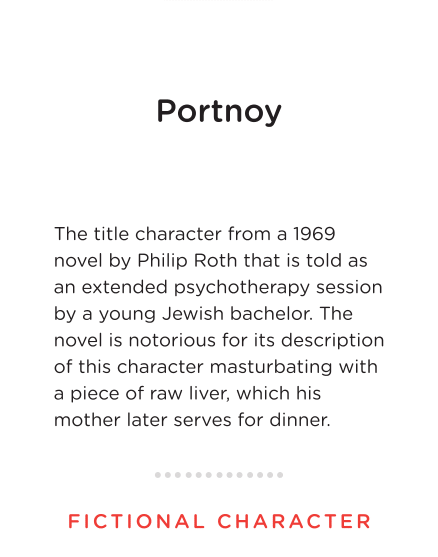 Portnoy
The title character from a 1969
novel by Philip Roth that is told as
an extended psychotherapy session
by a young Jewish bachelor. The
novel is notorious for its description
of this character masturbating with
a piece of raw liver, which his
mother later serves for dinner.
FICTIONAL CHARACTER